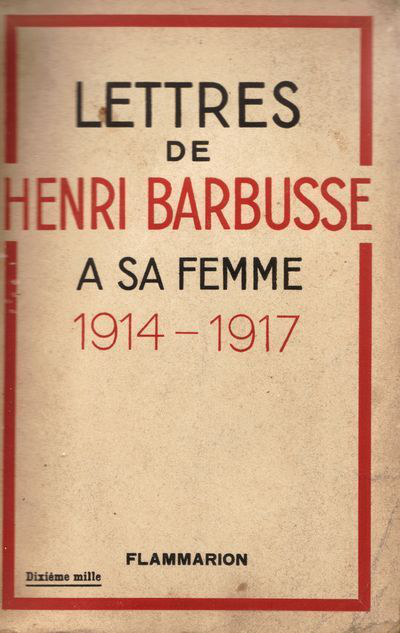 LETTRES
DE
HENRI BARBUSSE
A SA FEMME
1914 - 1917
FLAMMARION
Dixième mille